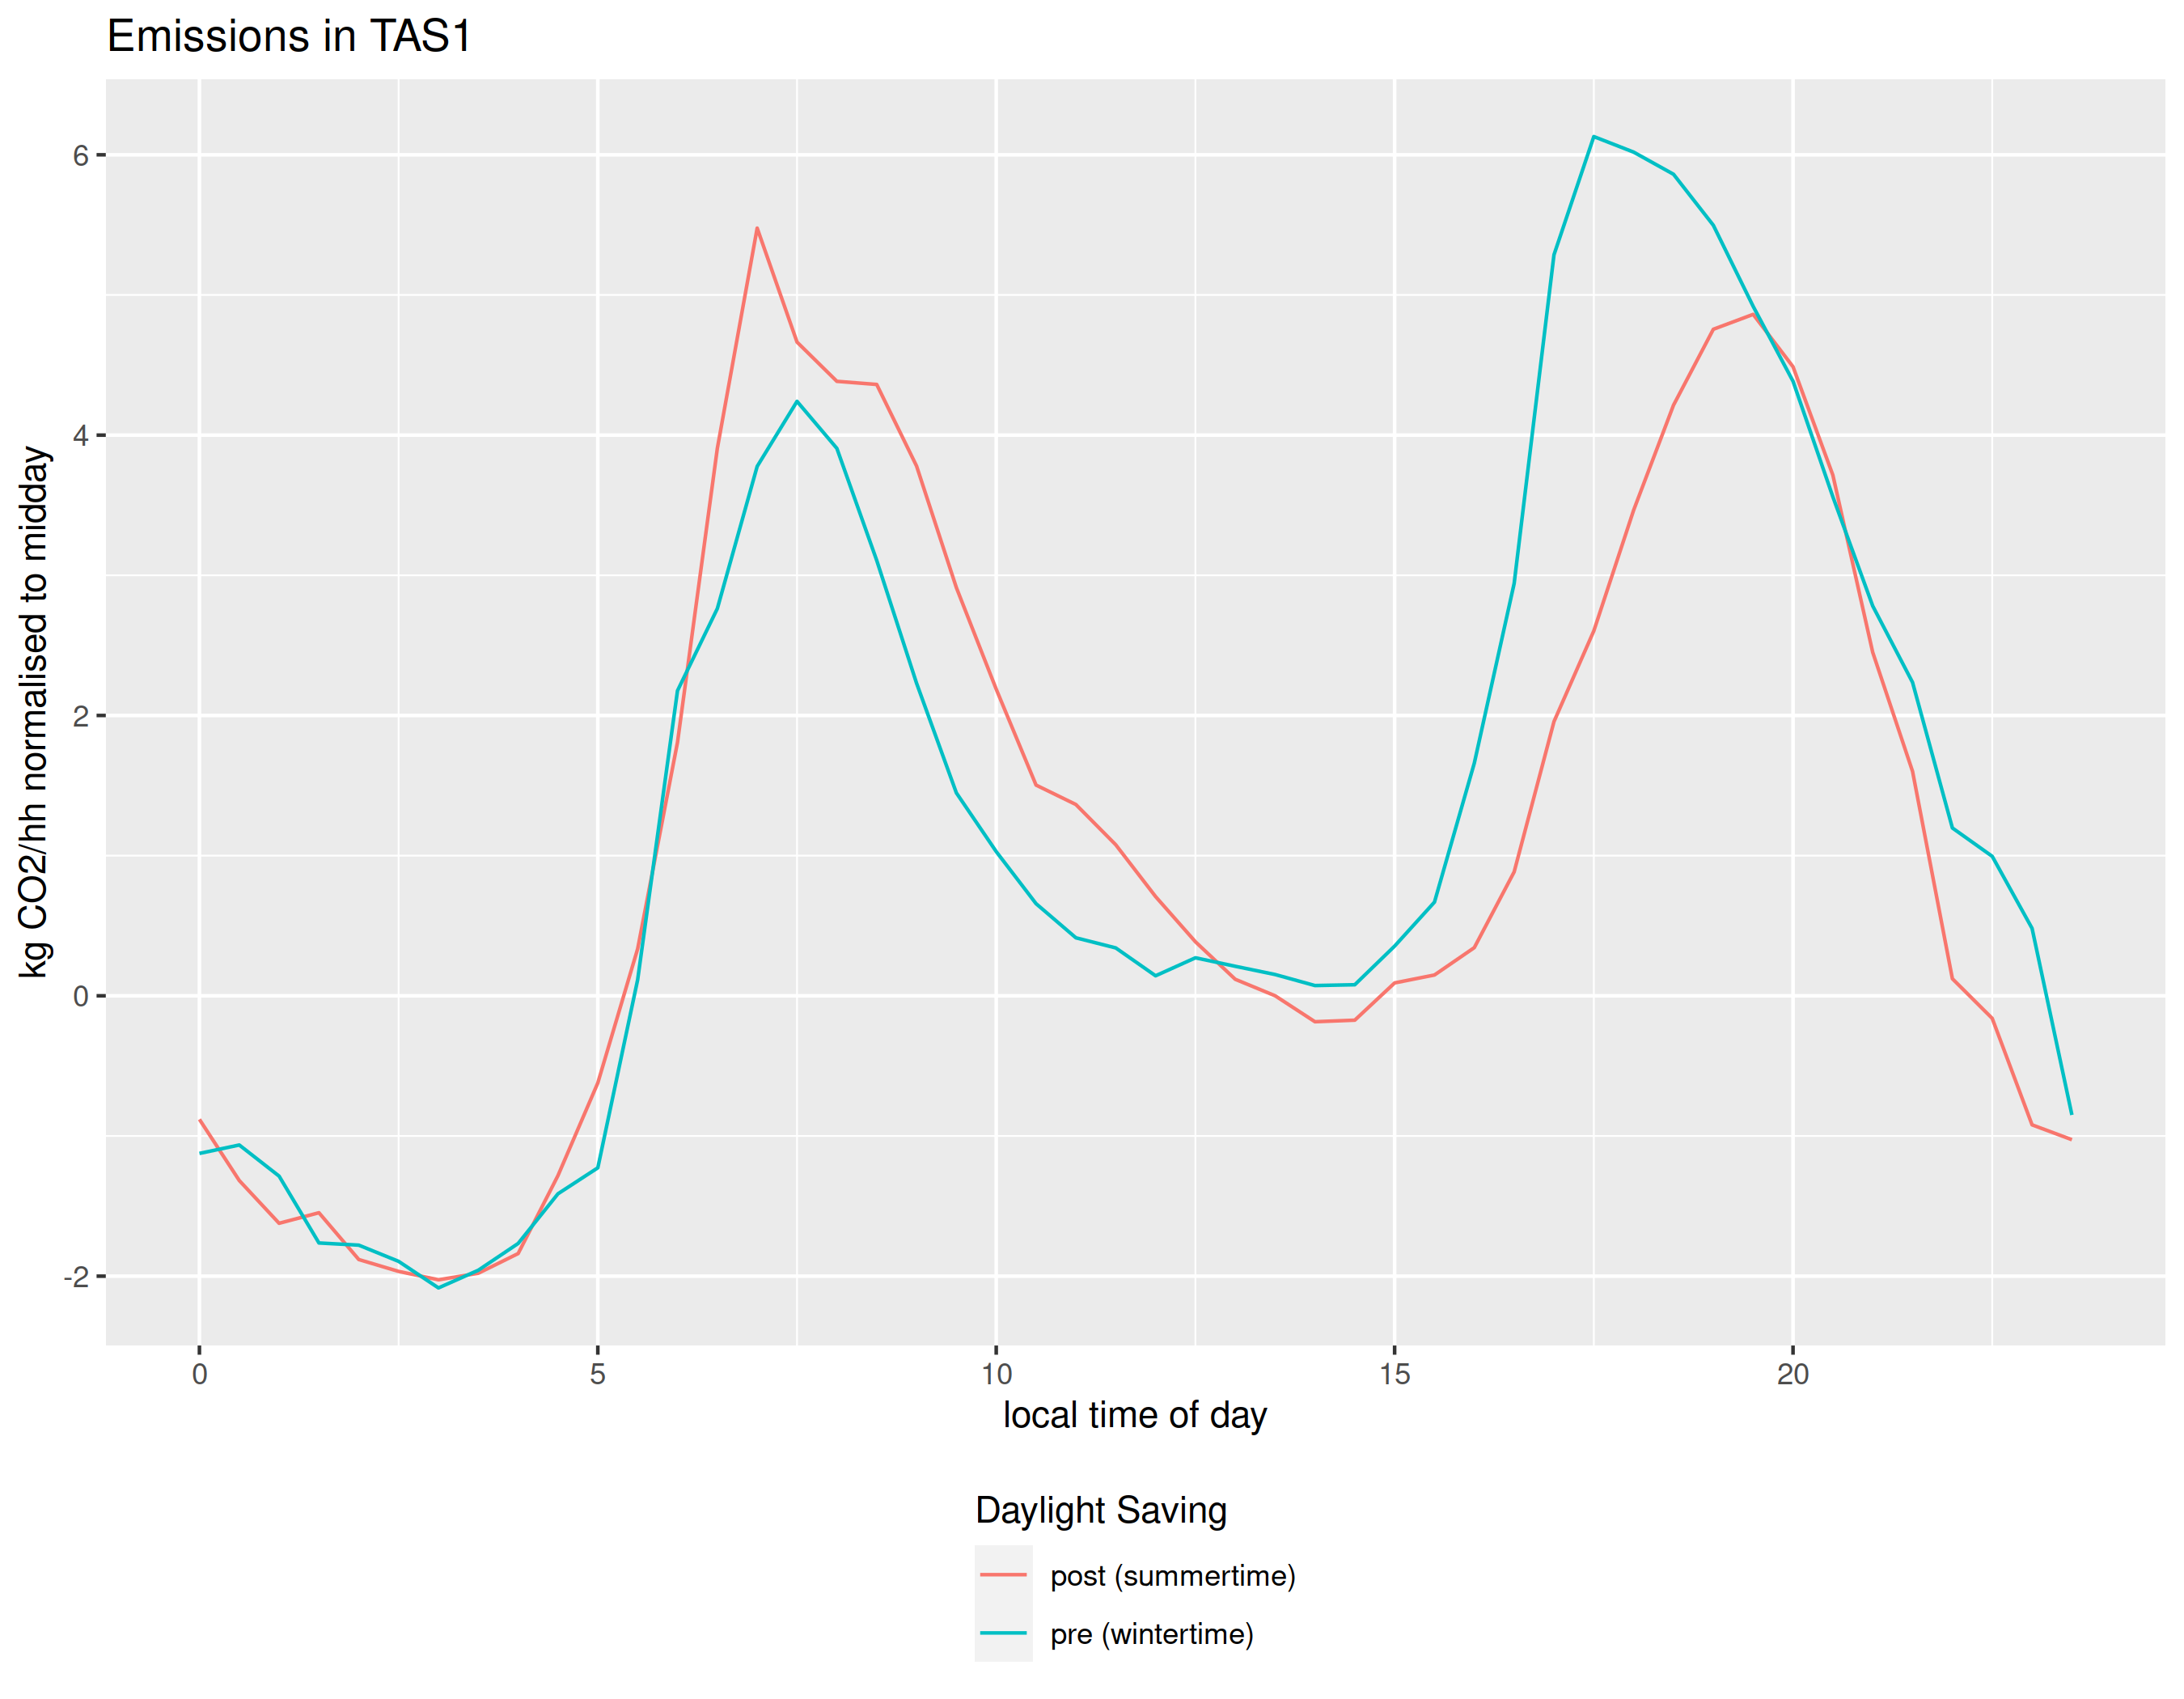 Emissions in TAS1
kg CO2/hh normalised to midday
6
4
2
0
-2
0 5 10 15 20
local time of day
Daylight Saving
post (summertime)
pre (wintertime)